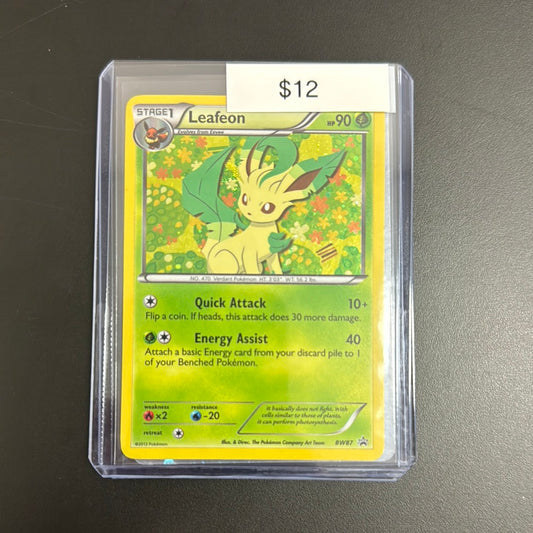 $12
STAGE1 Leafeon HP 90
Evolves from Eevee
NO. 470 Verdant Pokémon HT. 3'03" WT. 56.2 lbs.
Quick Attack 10+
Flip a coin. If heads, this attack does 30 more damage.
Energy Assist 40
Attach a basic Energy card from your discard pile to 1
of your Benched Pokémon.
weakness resistance
×2 -20
retreat
It basically does not fight. With
cells similar to those of plants,
it can perform photosynthesis.
©2013 Pokémon Illus. & Direc. The Pokémon Company Art Team BW87